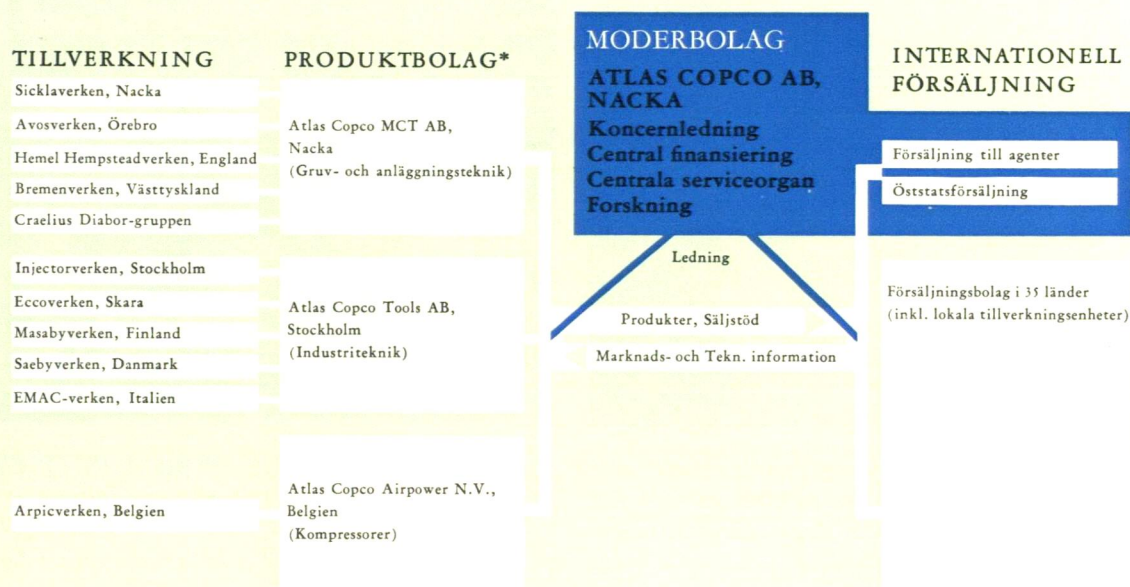 TILLVERKNING
Sicklaverken, Nacka
Avosverken, Örebro
Hemel Hempsteadverken, England
Bremenverken, Västtyskland
Craelius Diabor-gruppen
Injectorverken, Stockholm
Eccoverken, Skara
Masabyverken, Finland
Saebyverken, Danmark
EMAC-verken, Italien
Arpicverken, Belgien
PRODUKTBOLAG*
Atlas Copco MCT AB,
Nacka
(Gruv- och anläggningsteknik)
Atlas Copco Tools AB,
Stockholm
(Industriteknik)
Atlas Copco Airpower N.V.,
Belgien
(Kompressorer)
MODERBOLAG
ATLAS COPCO AB,
NACKA
Koncernledning
Central finansiering
Centrala serviceorgan
Forskning
Ledning
Produkter, Säljstöd
Marknads- och Tekn. information
INTERNATIONELL
FÖRSÄLJNING
Försäljning till agenter
Öststatsförsäljning
Försäljningsbolag i 35 länder
(inkl. lokala tillverkningsenheter)